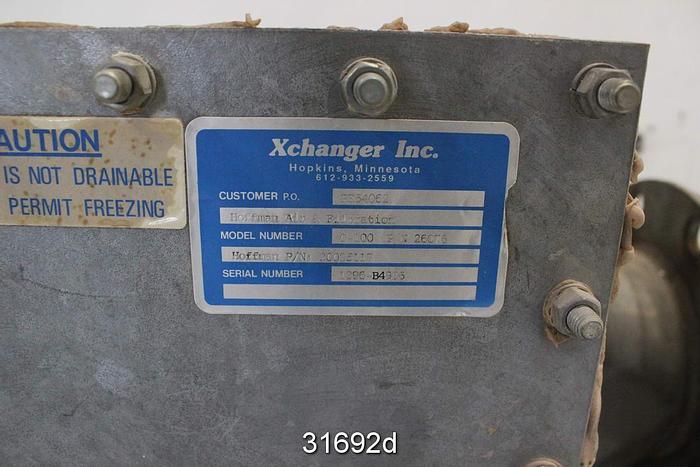 AUTION
IS NOT DRAINABLE
PERMIT FREEZING
Xchanger Inc.
Hopkins, Minnesota
612-933-2559
CUSTOMER P.O.
Hoffman Air & Filtration
MODEL NUMBER
Hoffman P/N:
SERIAL NUMBER
31692d